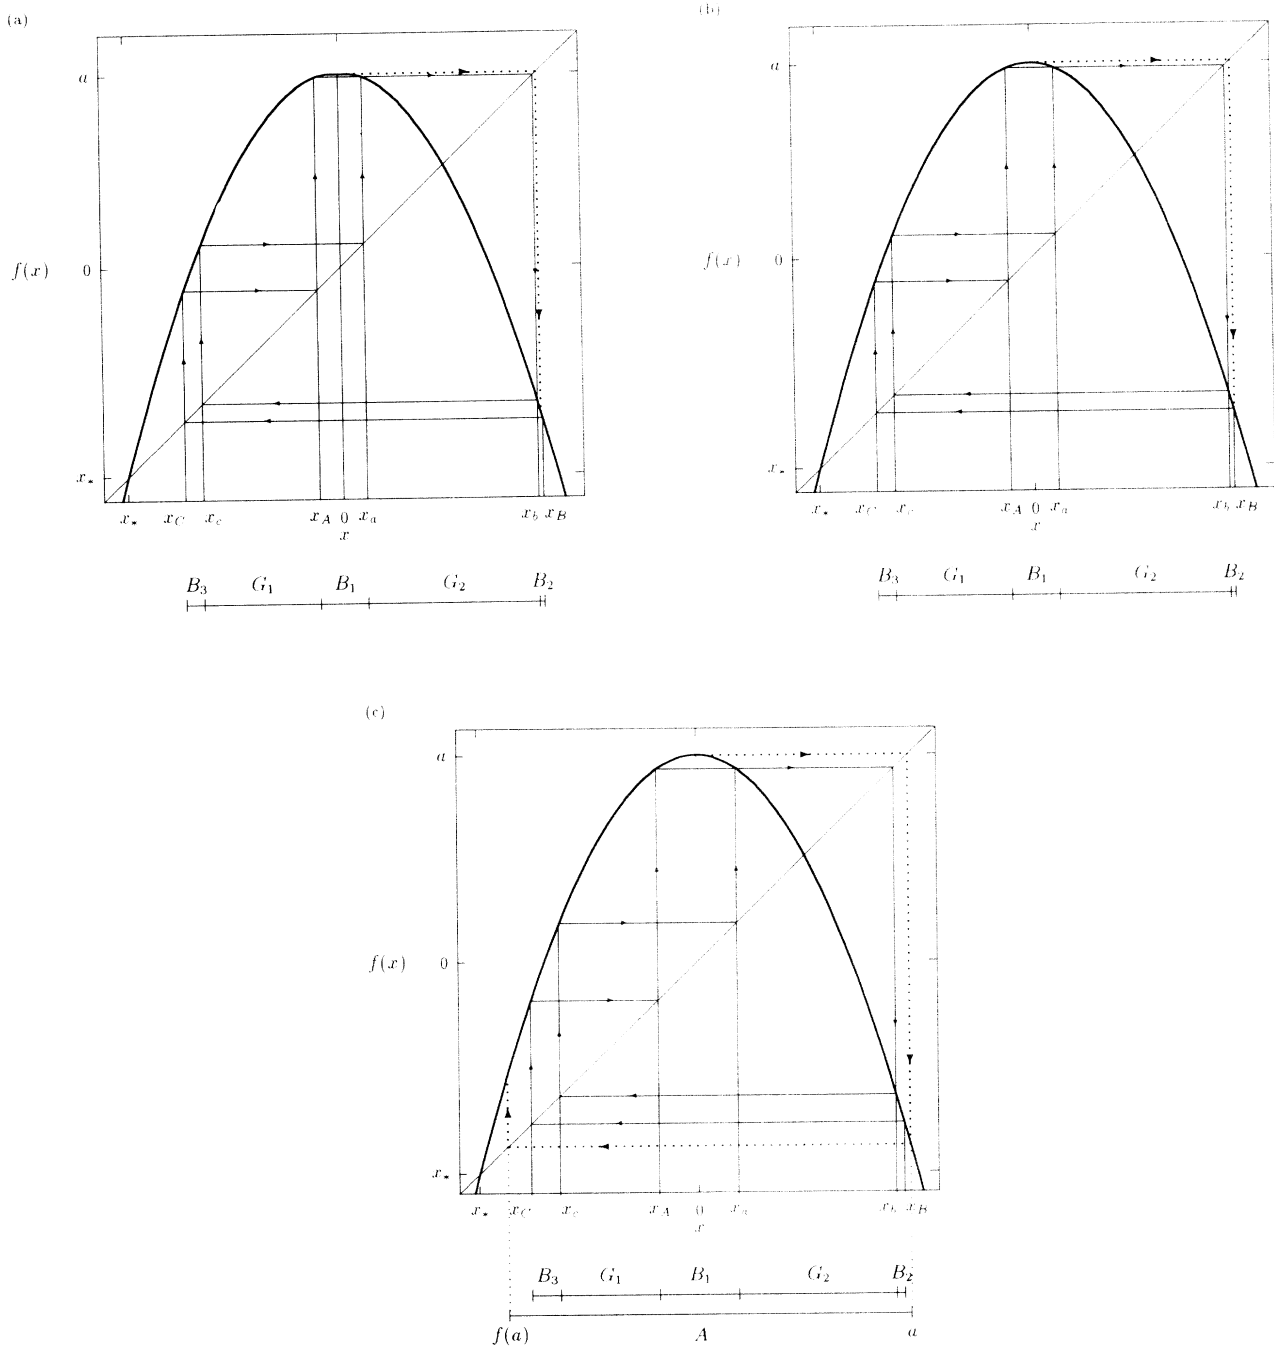 (a)
a
f(x)
0
x*
x* xC xc xA 0 xa xb xB
x
B3 G1 B1 G2 B2
(b)
a
f(x)
0
x*
x* xC xc xA 0 xa xb xB
x
B3 G1 B1 G2 B2
(c)
a
f(x)
0
x*
x* xC xc xA 0 xa xb xB
x
B3 G1 B1 G2 B2
f(a) A a